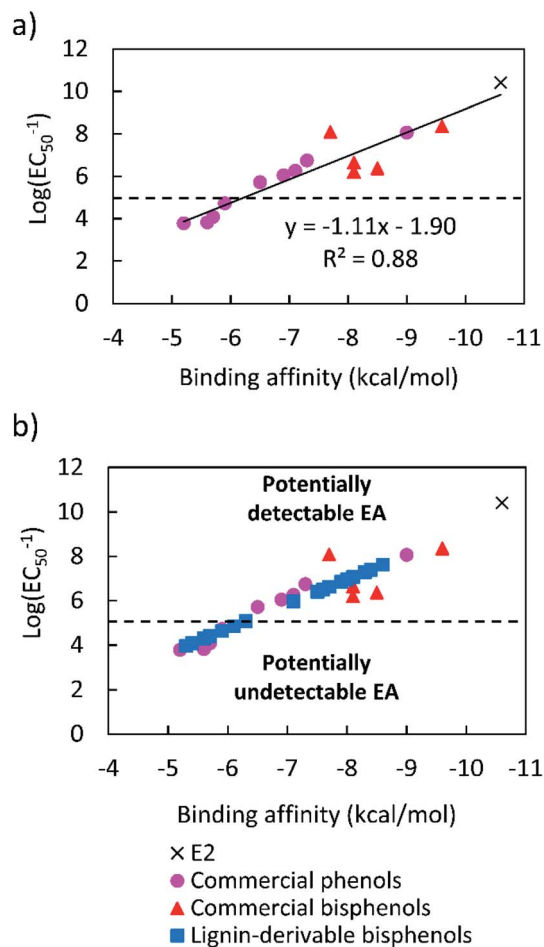 a)
12
10
8
6
4
2
0
Log(EC₅₀⁻¹)
y = -1.11x - 1.90
R² = 0.88
-4 -5 -6 -7 -8 -9 -10 -11
Binding affinity (kcal/mol)
b)
12
10
8
6
4
2
0
Log(EC₅₀⁻¹)
Potentially
detectable EA
Potentially
undetectable EA
-4 -5 -6 -7 -8 -9 -10 -11
Binding affinity (kcal/mol)
E2
Commercial phenols
Commercial bisphenols
Lignin-derivable bisphenols